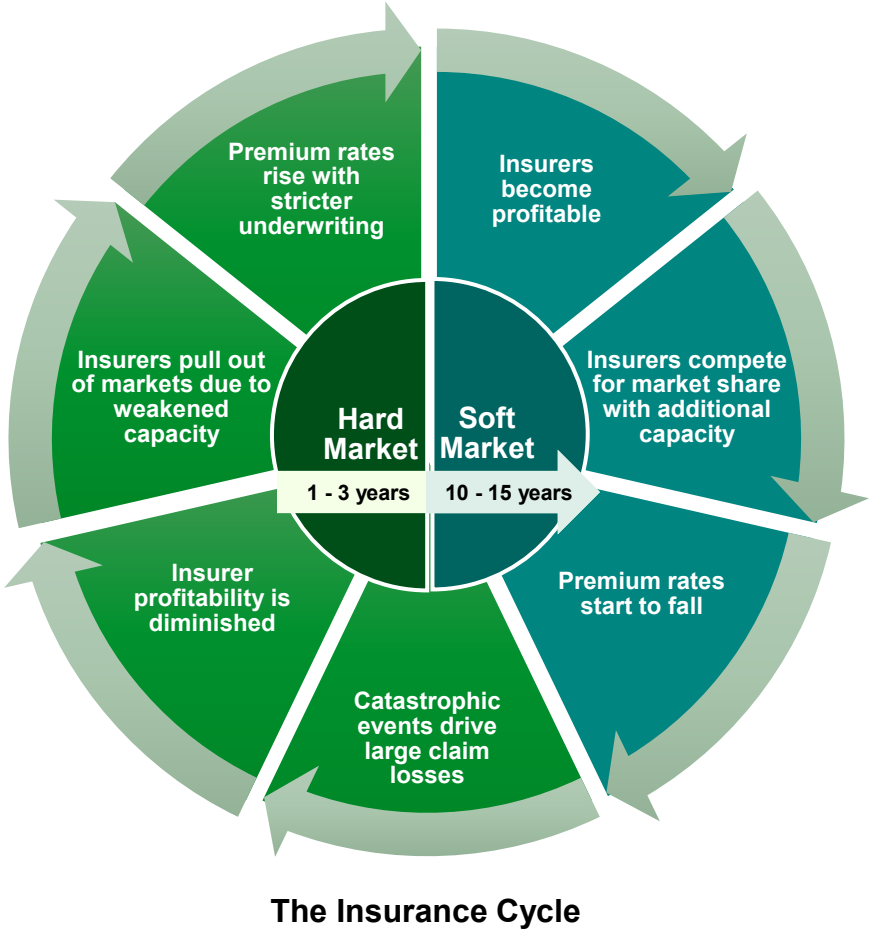 Insurers
become
profitable
Insurers compete
for market share
with additional
capacity
Premium rates
start to fall
Catastrophic
events drive
large claim
losses
Insurer
profitability is
diminished
Insurers pull out
of markets due to
weakened
capacity
Premium rates
rise with
stricter
underwriting
Hard
Market
1 - 3 years
Soft
Market
10 - 15 years
The Insurance Cycle